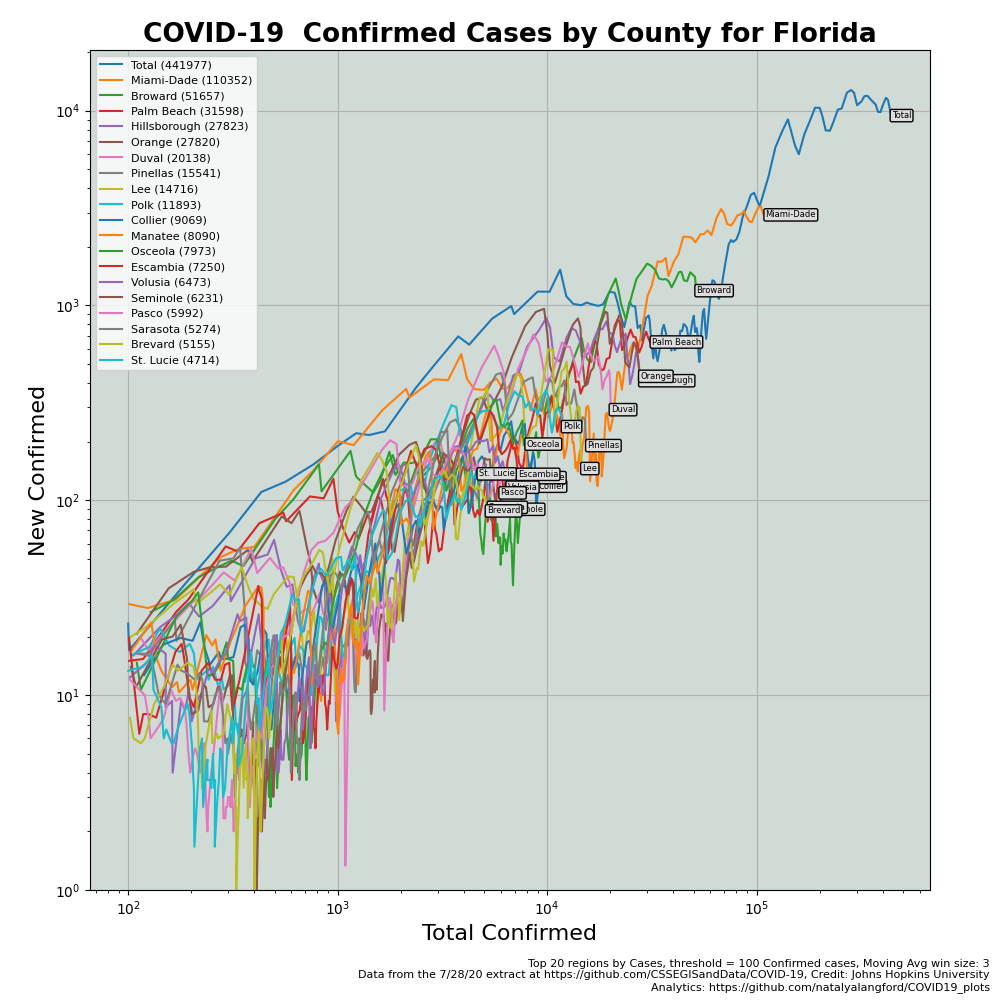 COVID-19  Confirmed Cases by County for Florida
Total (441977)
Miami-Dade (110352)
Broward (51657)
Palm Beach (31598)
Hillsborough (27823)
Orange (27820)
Duval (20138)
Pinellas (15541)
Lee (14716)
Polk (11893)
Collier (9069)
Manatee (8090)
Osceola (7973)
Escambia (7250)
Volusia (6473)
Seminole (6231)
Pasco (5992)
Sarasota (5274)
Brevard (5155)
St. Lucie (4714)
New Confirmed
10⁴
10³
10²
10¹
10⁰
Total
Miami-Dade
Broward
Palm Beach
Orange
Duval
Polk
Osceola
Pinellas
Lee
St. Lucie
Escambia
Pasco
Brevard
10² 10³ 10⁴ 10⁵
Total Confirmed
Top 20 regions by Cases, threshold = 100 Confirmed cases, Moving Avg win size: 3
Data from the 7/28/20 extract at https://github.com/CSSEGISandData/COVID-19, Credit: Johns Hopkins University
Analytics: https://github.com/natalyalangford/COVID19_plots